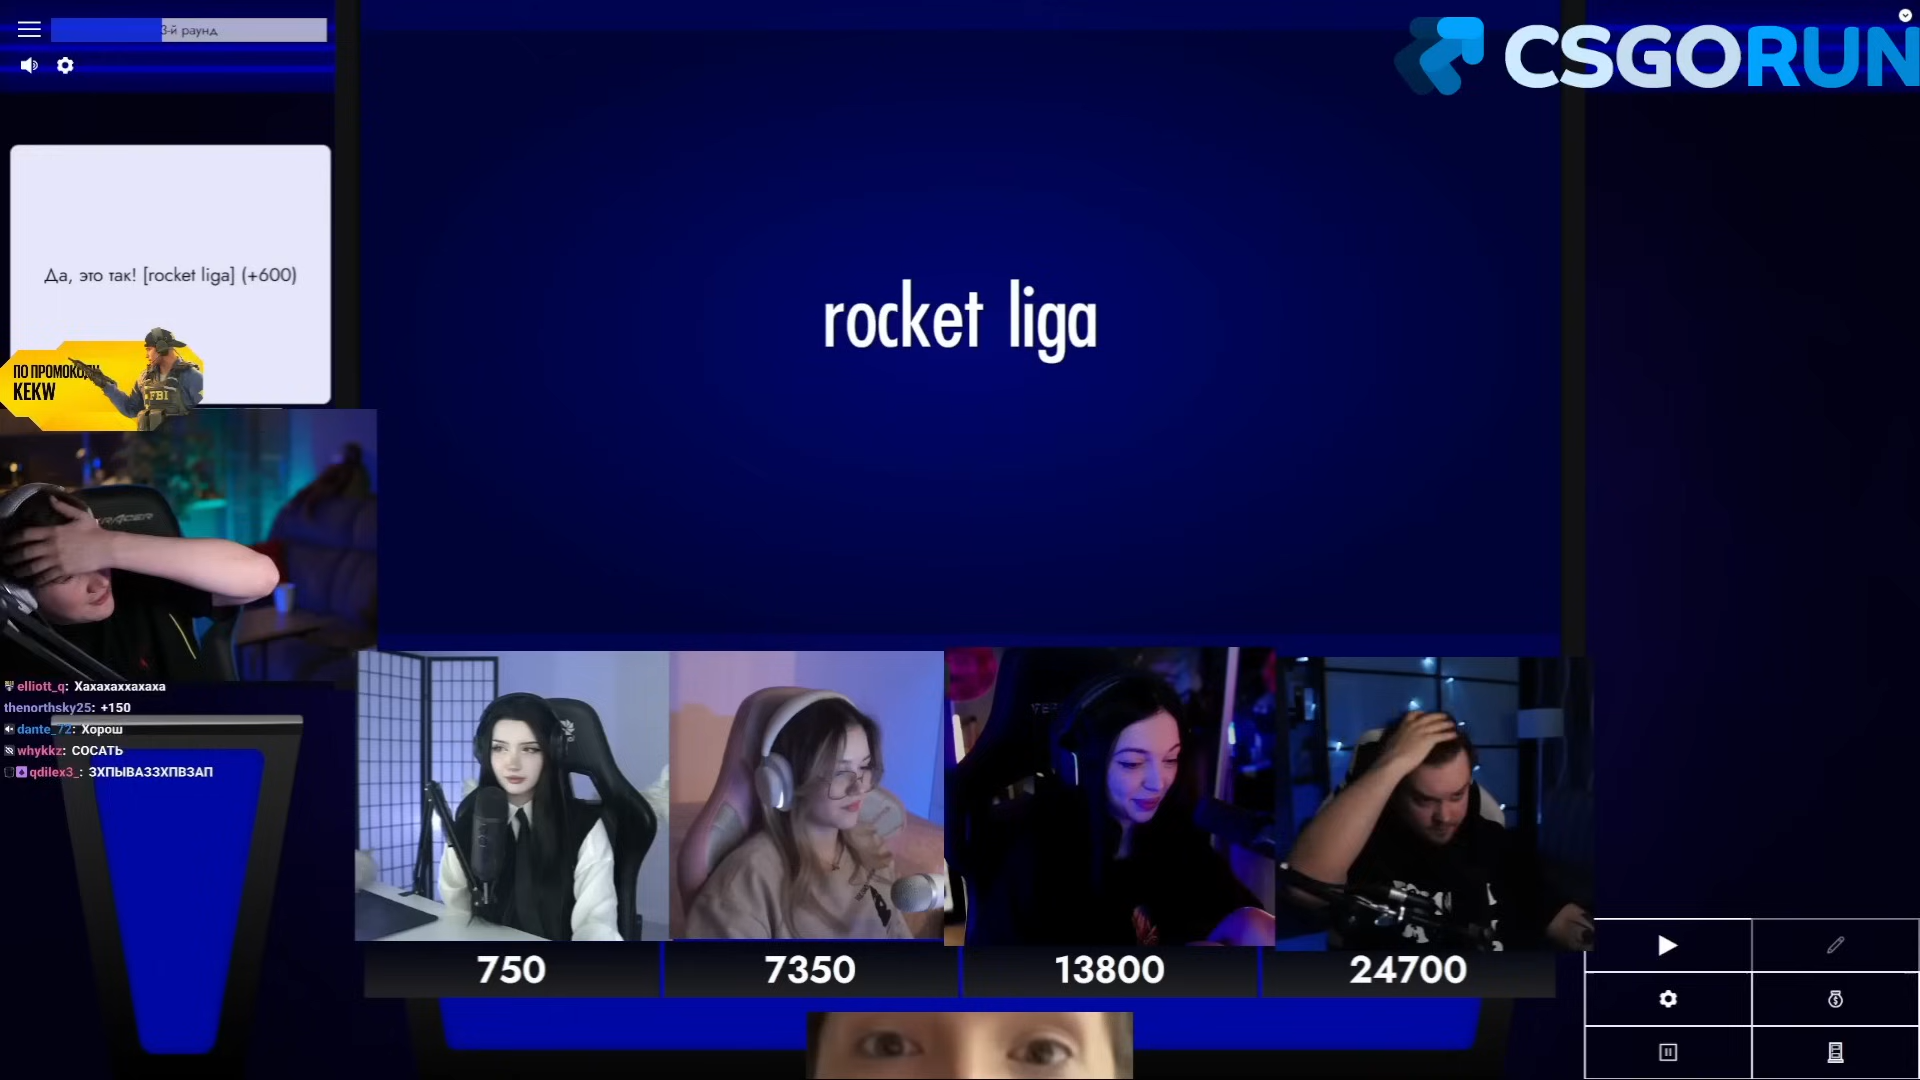 3-й раунд
CSGORUN
Да, это так! [rocket liga] (+600)
rocket liga
ПО ПРОМОКОДУ
KEKW
FBI
elliott_q: Хахахаххахаха
thenorthsky25: +150
dante_72: Хорош
whykkz: СОСАТЬ
qdilex3_: ЗХПЫВАЗЗХПВЗАП
750
7350
13800
24700